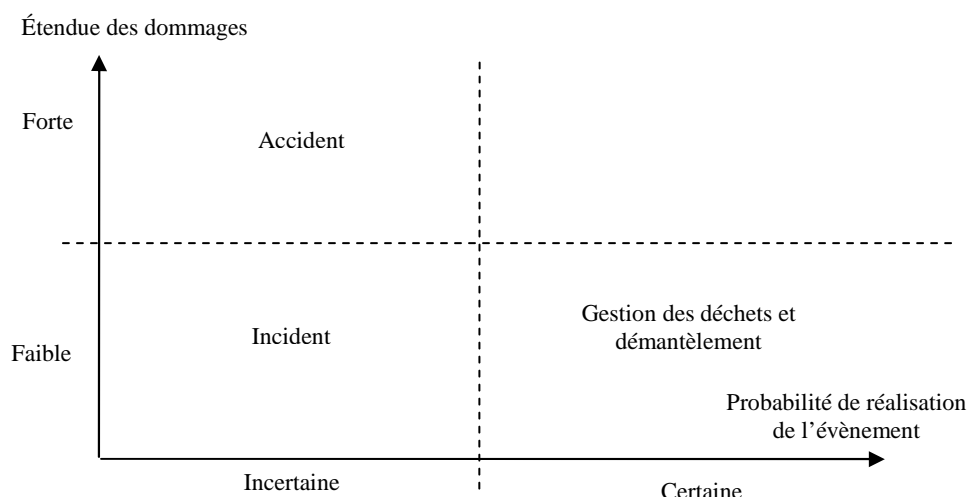 Étendue des dommages
Forte
Accident
Incident
Gestion des déchets et
démantèlement
Faible
Probabilité de réalisation
de l’évènement
Incertaine
Certaine